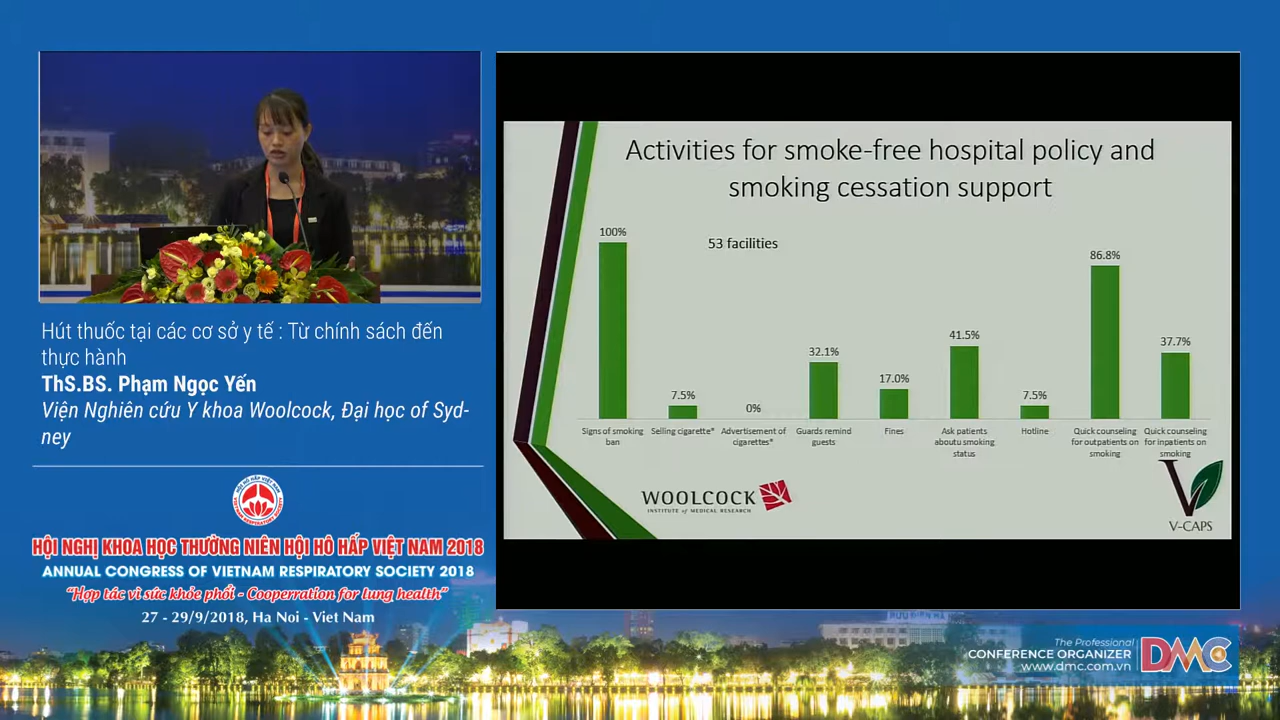 Activities for smoke-free hospital policy and
smoking cessation support
53 facilities
100%
7.5%
0%
32.1%
17.0%
41.5%
7.5%
86.8%
37.7%
Signs of smoking
ban
Selling cigarette*
Advertisement of
cigarettes*
Guards remind
guests
Fines
Ask patients
aboutu smoking
status
Hotline
Quick counseling
for outpatients on
smoking
Quick counseling
for inpatients on
smoking
WOOLCOCK
INSTITUTE of MEDICAL RESEARCH
V-CAPS
Hút thuốc tại các cơ sở y tế : Từ chính sách đến
thực hành
ThS.BS. Phạm Ngọc Yến
Viện Nghiên cứu Y khoa Woolcock, Đại học of Syd-
ney
HỘI NGHỊ KHOA HỌC THƯỜNG NIÊN HỘI HÔ HẤP VIỆT NAM 2018
ANNUAL CONGRESS OF VIETNAM RESPIRATORY SOCIETY 2018
"Hợp tác vì sức khỏe phổi - Cooperration for lung health"
27 - 29/9/2018, Ha Noi - Viet Nam
The Professional
CONFERENCE ORGANIZER
www.dmc.com.vn
DMC